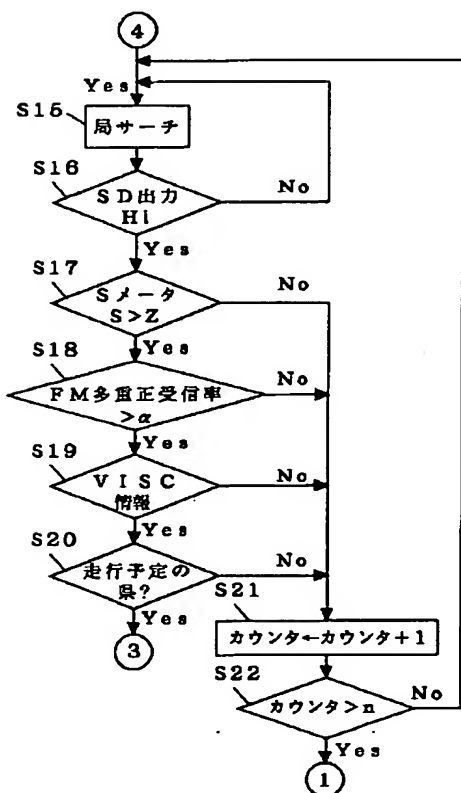 4
Yes
S15
局サーチ
S16
SD出力
Hi
No
Yes
S17
Sメータ
S>Z
No
Yes
S18
FM多重正受信率
>α
No
Yes
S19
VISC
情報
No
Yes
S20
走行予定の
県?
No
Yes
3
S21
カウンタ←カウンタ+1
S22
カウンタ>n
No
Yes
1